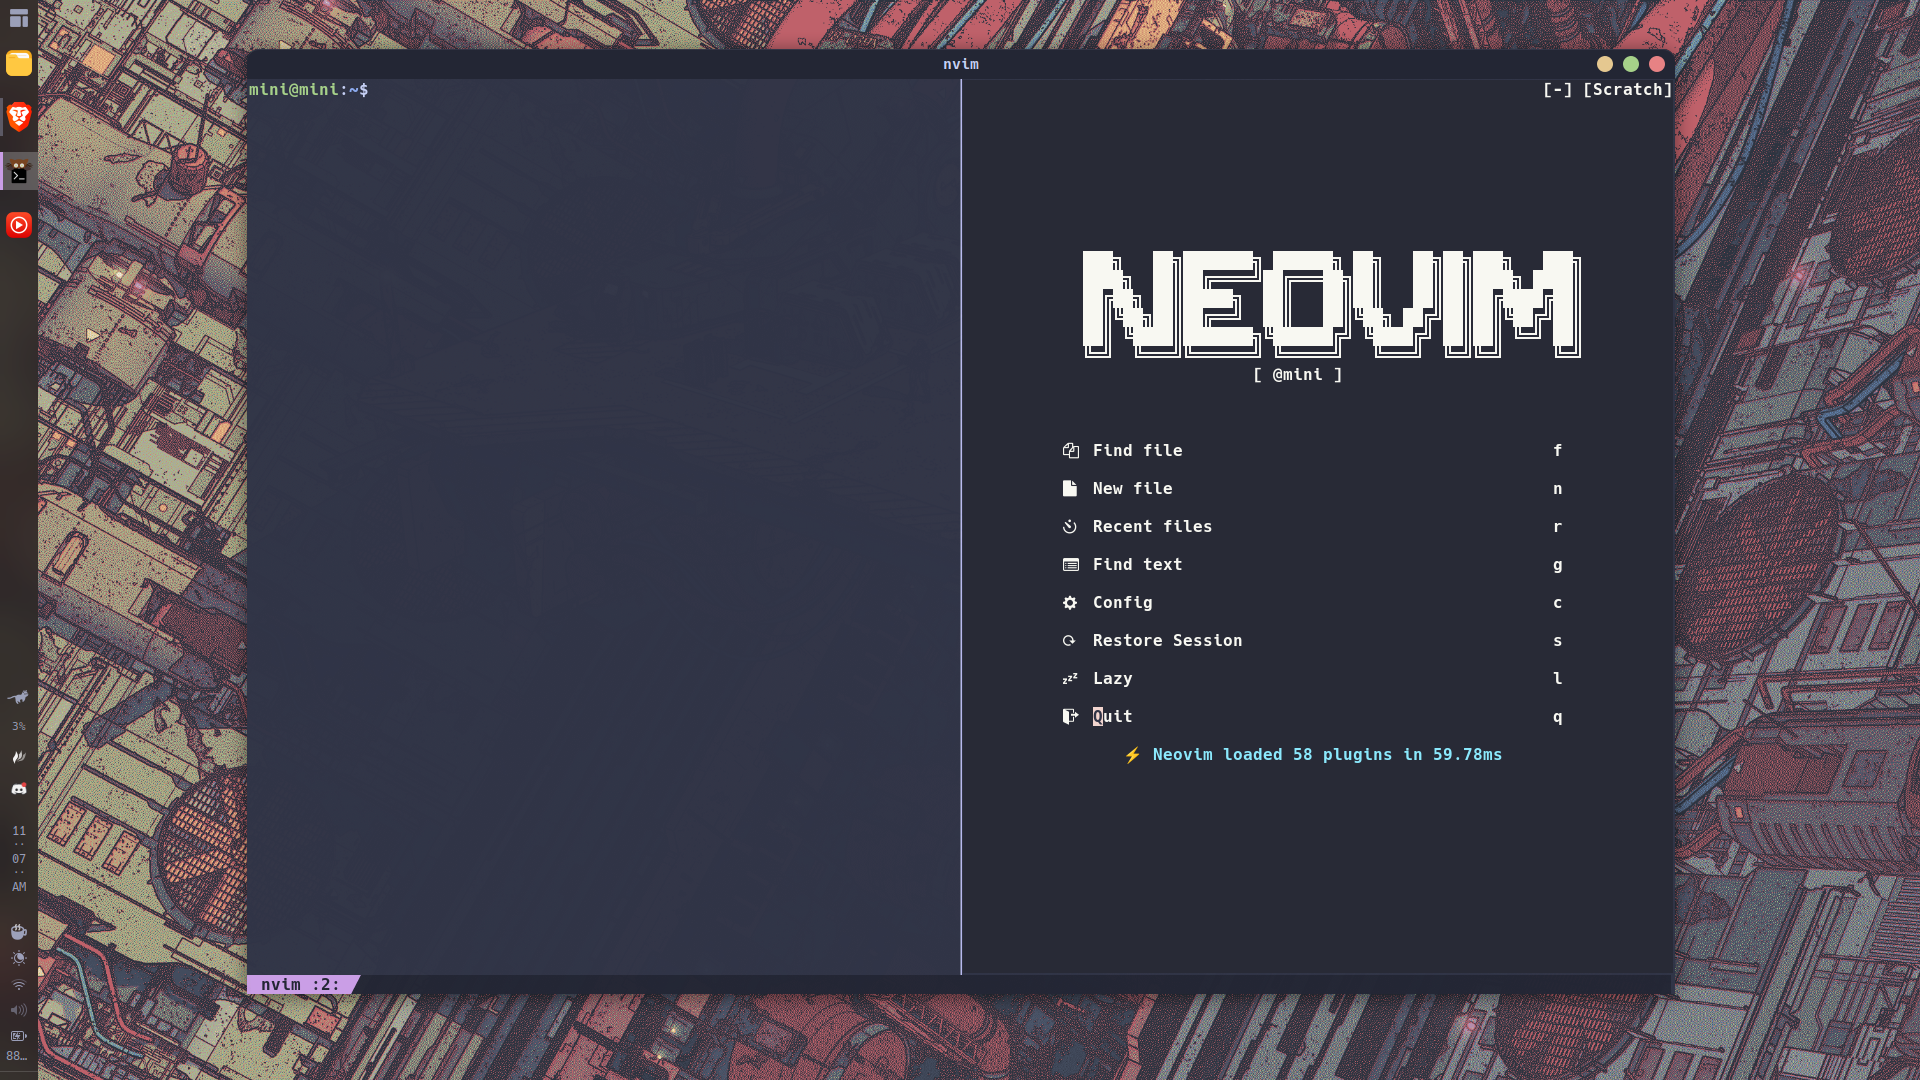 nvim
mini@mini:~$
[-] [Scratch]
NEOVIM
[ @mini ]
Find file f
New file n
Recent files r
Find text g
Config c
Restore Session s
Lazy l
Quit q
⚡ Neovim loaded 58 plugins in 59.78ms
nvim :2:
3%
11
··
07
··
AM
88…